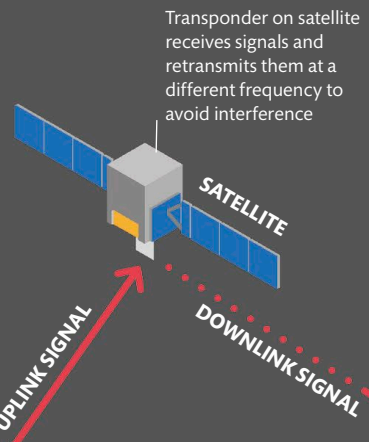 Transponder on satellite
receives signals and
retransmits them at a
different frequency to
avoid interference
SATELLITE
UPLINK SIGNAL
DOWNLINK SIGNAL